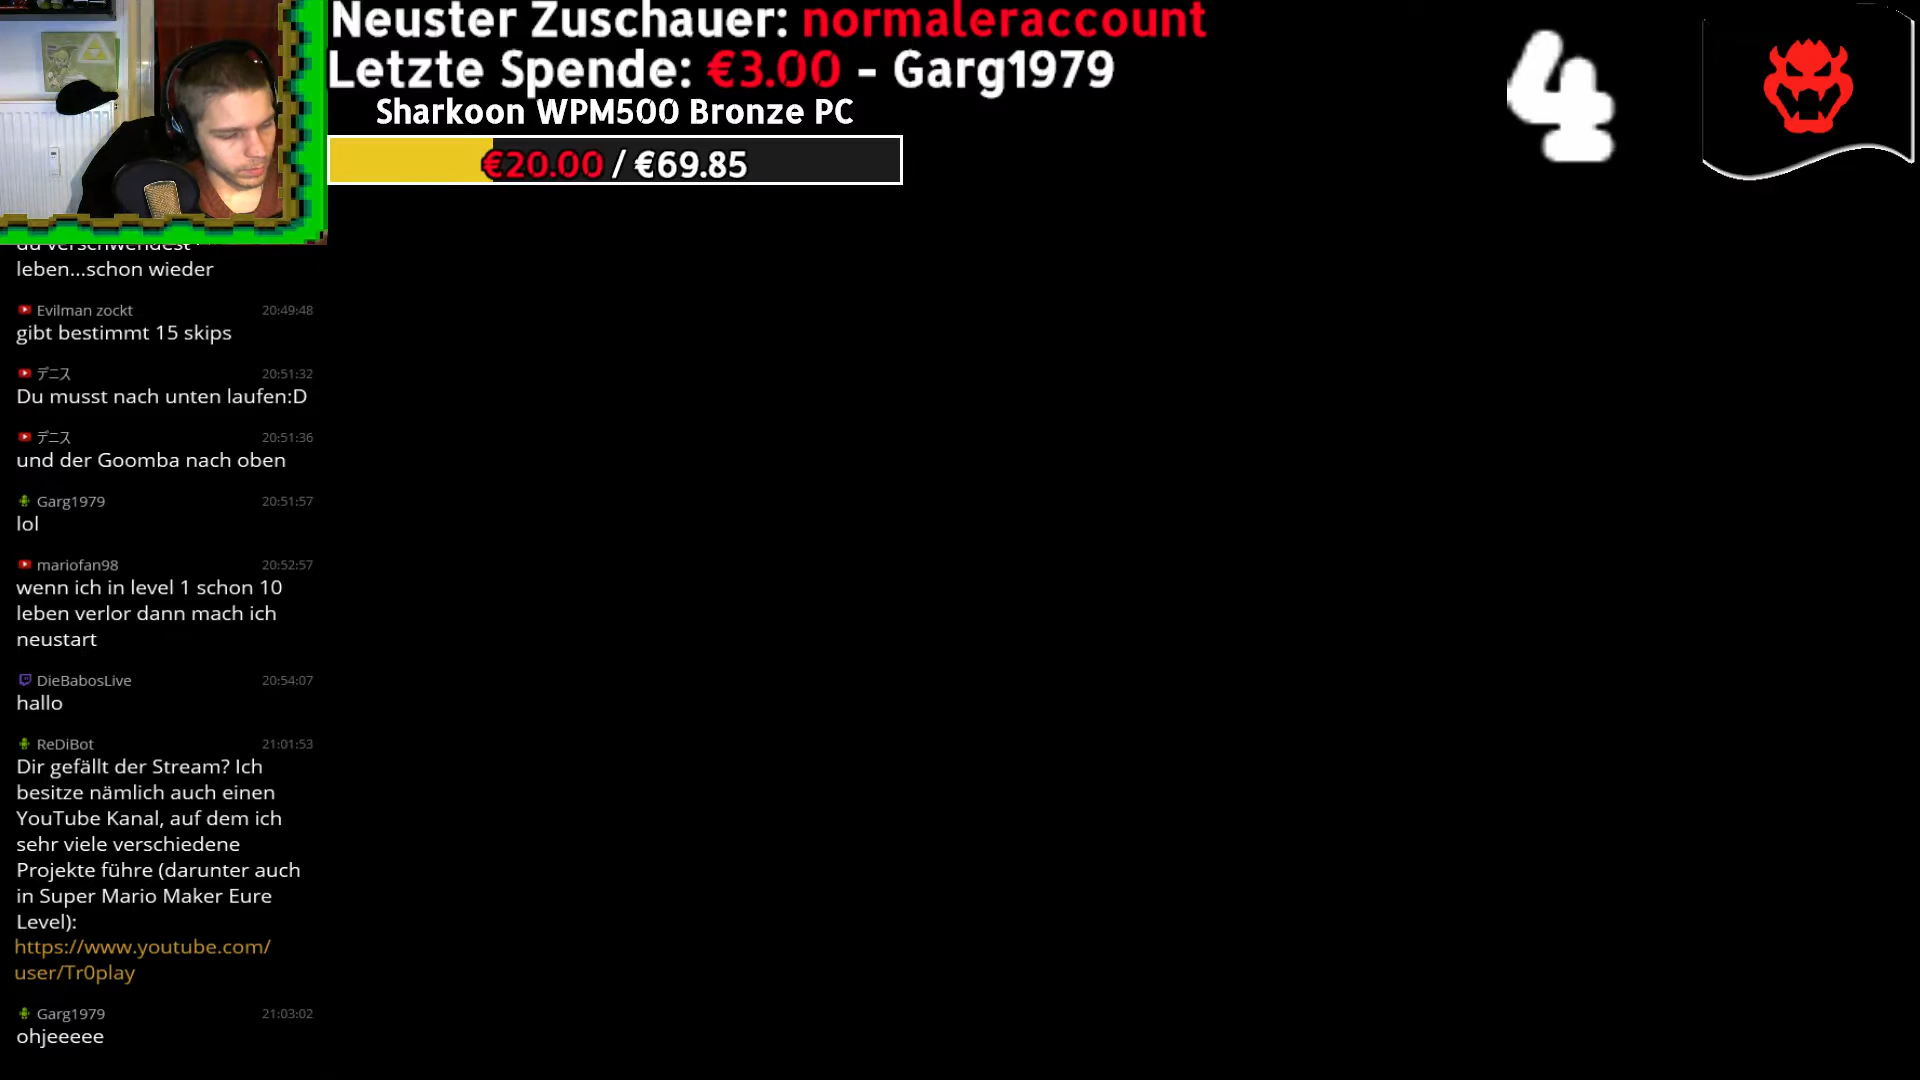 Neuster Zuschauer: normaleraccount
Letzte Spende: €3.00 - Garg1979
Sharkoon WPM500 Bronze PC
€20.00 / €69.85
4
du verschwendest
leben...schon wieder
Evilman zockt 20:49:48
gibt bestimmt 15 skips
デニス 20:51:32
Du musst nach unten laufen:D
デニス 20:51:36
und der Goomba nach oben
Garg1979 20:51:57
lol
mariofan98 20:52:57
wenn ich in level 1 schon 10
leben verlor dann mach ich
neustart
DieBabosLive 20:54:07
hallo
ReDiBot 21:01:53
Dir gefällt der Stream? Ich
besitze nämlich auch einen
YouTube Kanal, auf dem ich
sehr viele verschiedene
Projekte führe (darunter auch
in Super Mario Maker Eure
Level):
https://www.youtube.com/
user/Tr0play
Garg1979 21:03:02
ohjeeeee